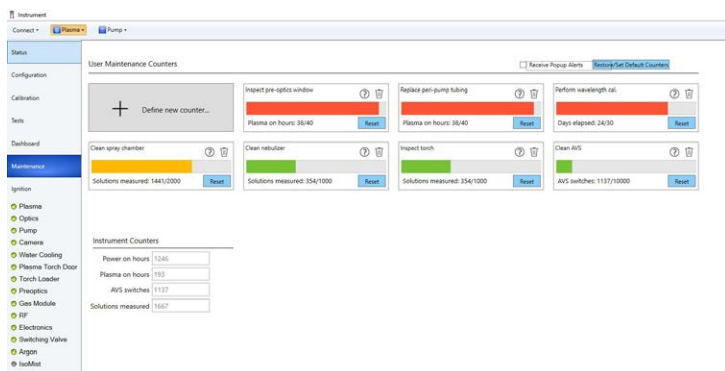 Instrument
Connect
Plasma
Pump
Status
Configuration
Calibration
Tests
Dashboard
Maintenance
Ignition
Plasma
Optics
Pump
Camera
Water Cooling
Plasma Torch Door
Torch Loader
Preoptics
Gas Module
RF
Electronics
Switching Valve
Argon
IsoMist
User Maintenance Counters
Receive Popup Alerts
Restore/Set Default Counters
Define new counter...
Inspect pre-optics window
Plasma on hours: 38/40
Reset
Replace peri-pump tubing
Plasma on hours: 38/40
Reset
Perform wavelength cal.
Days elapsed: 24/30
Reset
Clean spray chamber
Solutions measured: 1441/2000
Reset
Clean nebulizer
Solutions measured: 354/1000
Reset
Inspect torch
Solutions measured: 354/1000
Reset
Clean AVS
AVS switches: 1137/10000
Reset
Instrument Counters
Power on hours 1246
Plasma on hours 193
AVS switches 1137
Solutions measured 1667